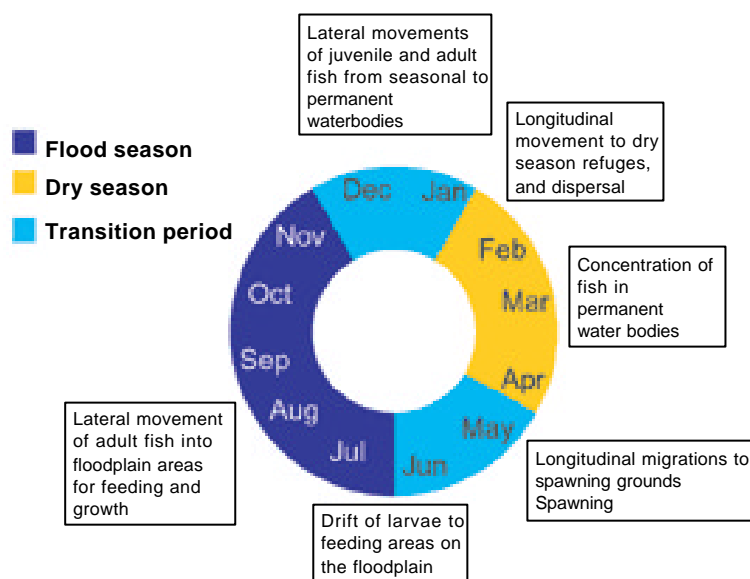 Lateral movements
of juvenile and adult
fish from seasonal to
permanent
waterbodies
Longitudinal
movement to dry
season refuges,
and dispersal
Flood season
Dry season
Transition period
Dec
Jan
Feb
Mar
Apr
May
Jun
Jul
Aug
Sep
Oct
Nov
Concentration of
fish in
permanent
water bodies
Longitudinal migrations to
spawning grounds
Spawning
Drift of larvae to
feeding areas on
the floodplain
Lateral movement
of adult fish into
floodplain areas
for feeding and
growth